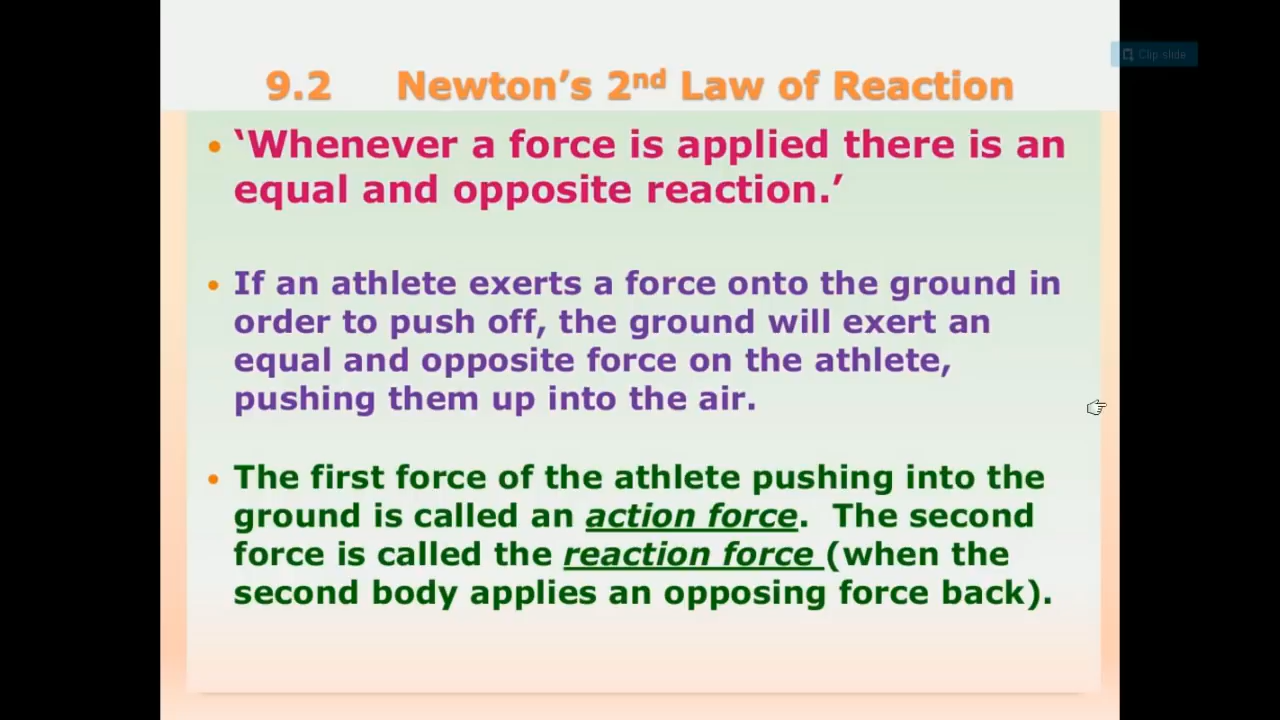 Clip slide
9.2 Newton’s 2nd Law of Reaction
• ‘Whenever a force is applied there is an
equal and opposite reaction.’
• If an athlete exerts a force onto the ground in
order to push off, the ground will exert an
equal and opposite force on the athlete,
pushing them up into the air.
• The first force of the athlete pushing into the
ground is called an action force. The second
force is called the reaction force (when the
second body applies an opposing force back).